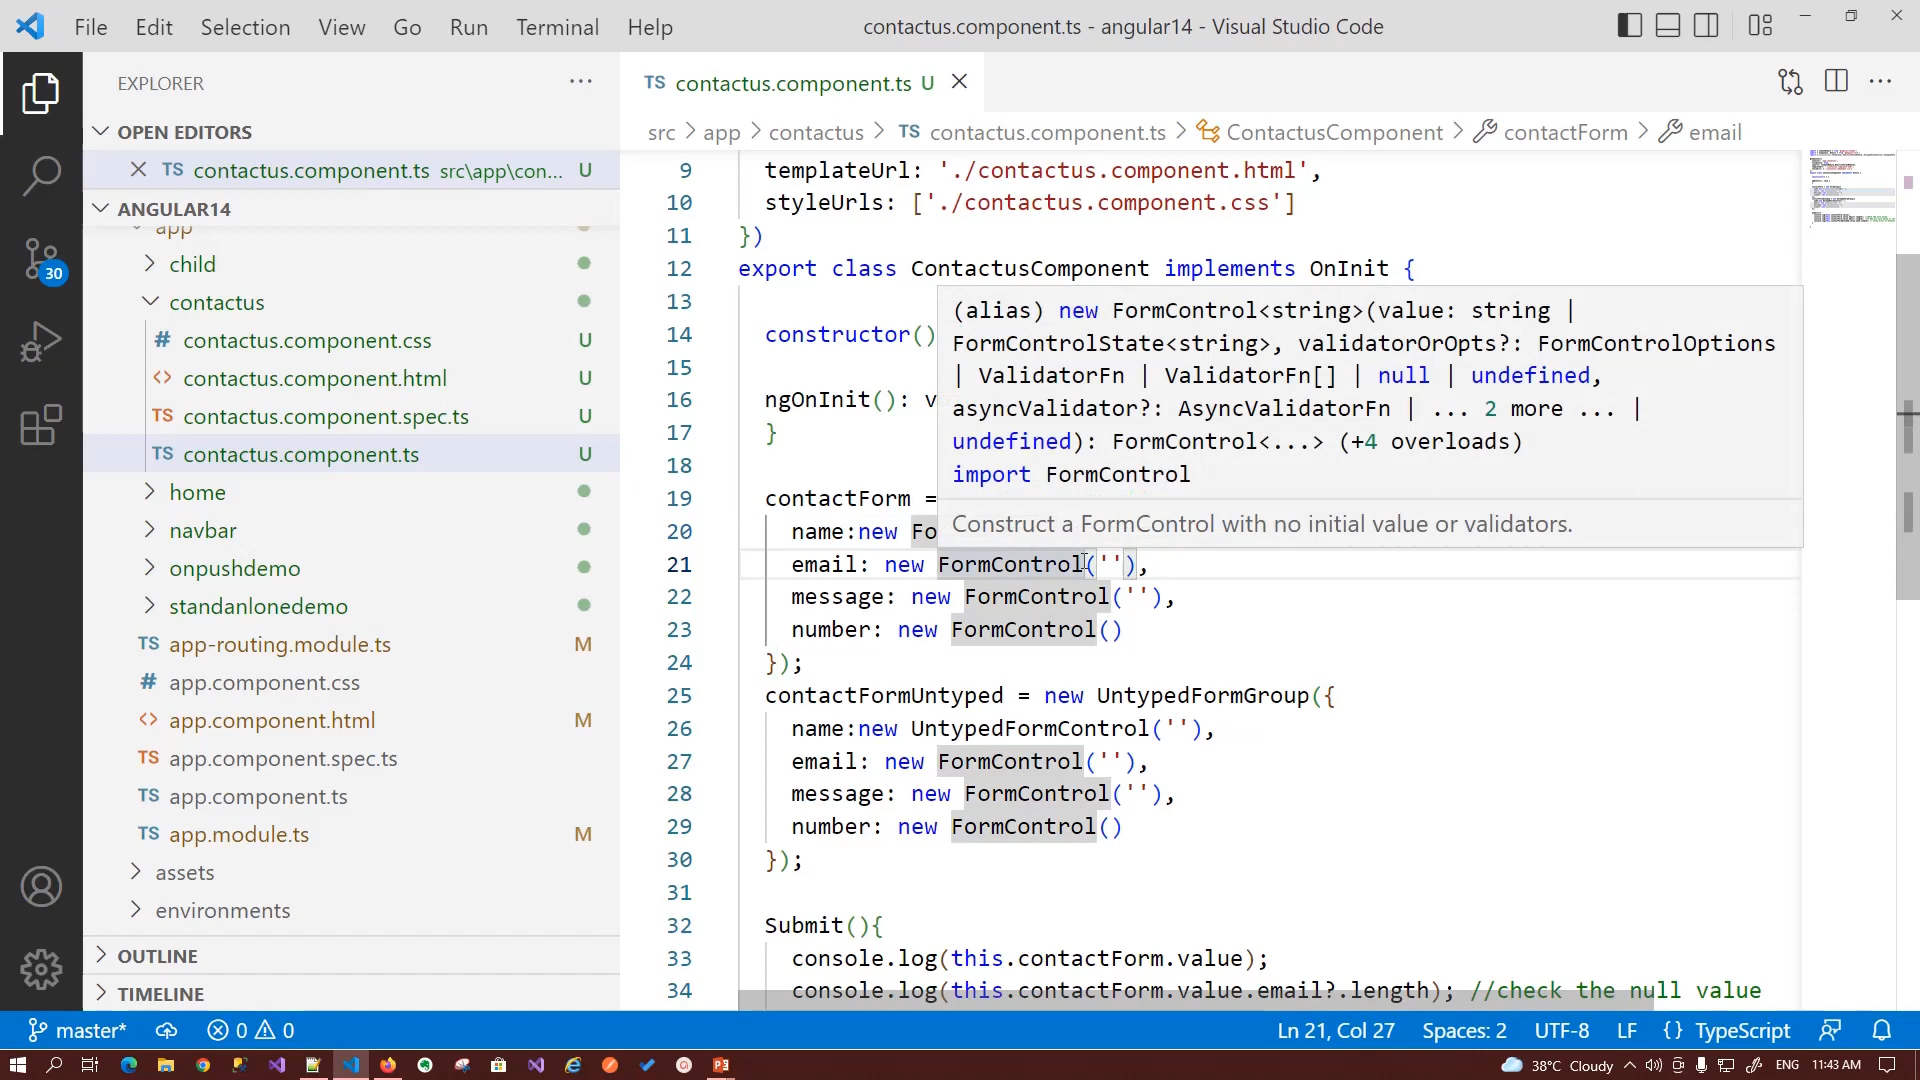 File Edit Selection View Go Run Terminal Help
contactus.component.ts - angular14 - Visual Studio Code
EXPLORER
OPEN EDITORS
TS contactus.component.ts src\app\con... U
ANGULAR14
app
child
contactus
# contactus.component.css U
<> contactus.component.html U
TS contactus.component.spec.ts U
TS contactus.component.ts U
home
navbar
onpushdemo
standanlonedemo
TS app-routing.module.ts M
# app.component.css
<> app.component.html M
TS app.component.spec.ts
TS app.component.ts
TS app.module.ts M
assets
environments
OUTLINE
TIMELINE
30
TS contactus.component.ts U
src > app > contactus > TS contactus.component.ts > ContactusComponent > contactForm > email
9 templateUrl: './contactus.component.html',
10 styleUrls: ['./contactus.component.css']
11 })
12 export class ContactusComponent implements OnInit {
13
14 constructor()
15
16 ngOnInit(): v
17 }
18
19 contactForm =
20 name:new Fo
21 email: new FormControl(''),
22 message: new FormControl(''),
23 number: new FormControl()
24 });
25 contactFormUntyped = new UntypedFormGroup({
26 name:new UntypedFormControl(''),
27 email: new FormControl(''),
28 message: new FormControl(''),
29 number: new FormControl()
30 });
31
32 Submit(){
33 console.log(this.contactForm.value);
34 console.log(this.contactForm.value.email?.length); //check the null value
(alias) new FormControl<string>(value: string |
FormControlState<string>, validatorOrOpts?: FormControlOptions
| ValidatorFn | ValidatorFn[] | null | undefined,
asyncValidator?: AsyncValidatorFn | ... 2 more ... |
undefined): FormControl<...> (+4 overloads)
import FormControl
Construct a FormControl with no initial value or validators.
master* 0 0 Ln 21, Col 27 Spaces: 2 UTF-8 LF {} TypeScript
38°C Cloudy ENG 11:43 AM